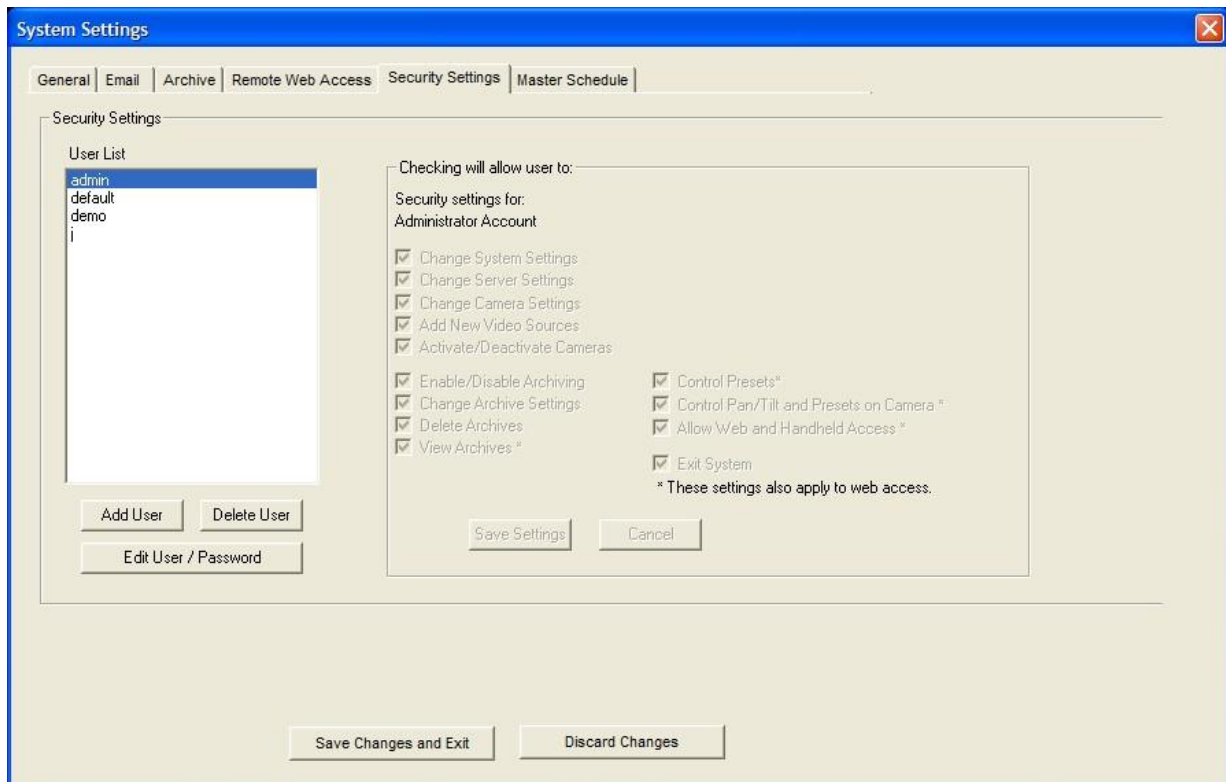 System Settings
General Email Archive Remote Web Access Security Settings Master Schedule
Security Settings
User List
admin
default
demo
j
Add User Delete User
Edit User / Password
Checking will allow user to:
Security settings for:
Administrator Account
Change System Settings
Change Server Settings
Change Camera Settings
Add New Video Sources
Activate/Deactivate Cameras
Enable/Disable Archiving
Change Archive Settings
Delete Archives
View Archives *
Control Presets*
Control Pan/Tilt and Presets on Camera *
Allow Web and Handheld Access *
Exit System
* These settings also apply to web access.
Save Settings Cancel
Save Changes and Exit Discard Changes